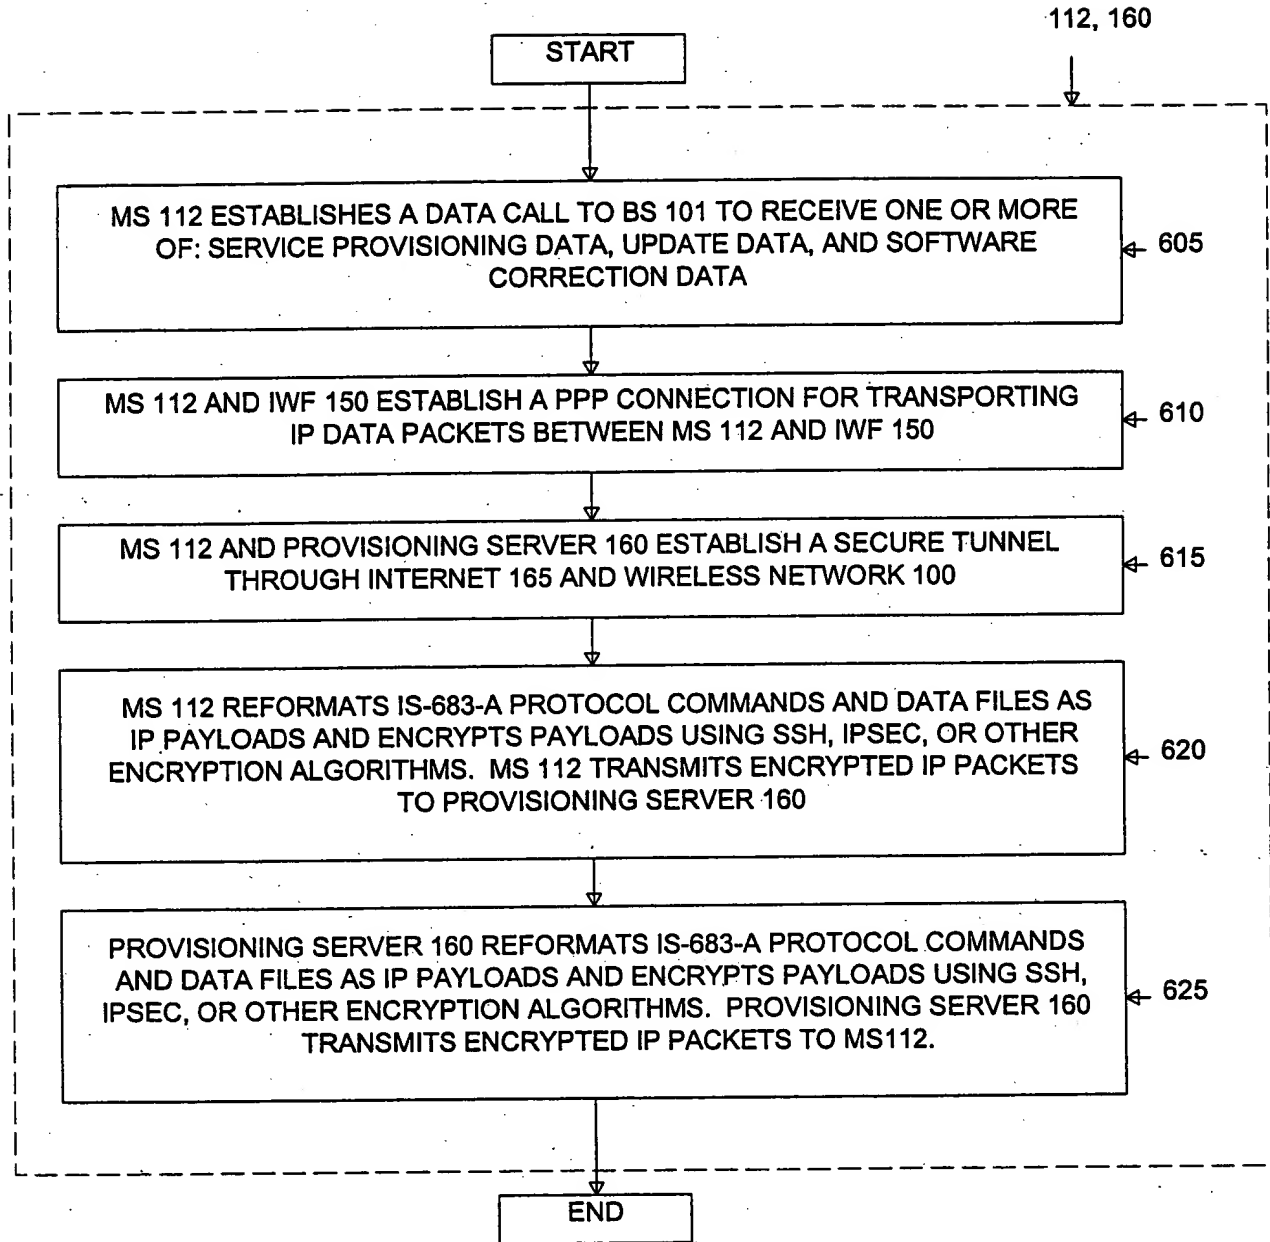 112, 160
START
MS 112 ESTABLISHES A DATA CALL TO BS 101 TO RECEIVE ONE OR MORE
OF: SERVICE PROVISIONING DATA, UPDATE DATA, AND SOFTWARE
CORRECTION DATA
605
MS 112 AND IWF 150 ESTABLISH A PPP CONNECTION FOR TRANSPORTING
IP DATA PACKETS BETWEEN MS 112 AND IWF 150
610
MS 112 AND PROVISIONING SERVER 160 ESTABLISH A SECURE TUNNEL
THROUGH INTERNET 165 AND WIRELESS NETWORK 100
615
MS 112 REFORMATS IS-683-A PROTOCOL COMMANDS AND DATA FILES AS
IP PAYLOADS AND ENCRYPTS PAYLOADS USING SSH, IPSEC, OR OTHER
ENCRYPTION ALGORITHMS. MS 112 TRANSMITS ENCRYPTED IP PACKETS
TO PROVISIONING SERVER 160
620
PROVISIONING SERVER 160 REFORMATS IS-683-A PROTOCOL COMMANDS
AND DATA FILES AS IP PAYLOADS AND ENCRYPTS PAYLOADS USING SSH,
IPSEC, OR OTHER ENCRYPTION ALGORITHMS. PROVISIONING SERVER 160
TRANSMITS ENCRYPTED IP PACKETS TO MS112.
625
END